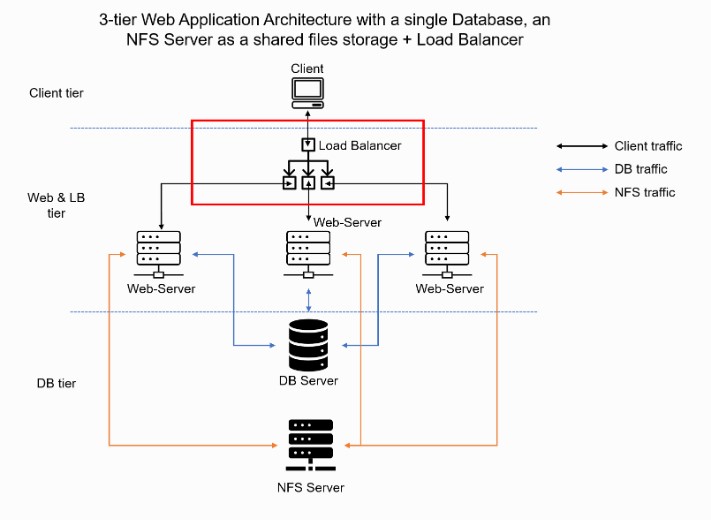 3-tier Web Application Architecture with a single Database, an
NFS Server as a shared files storage + Load Balancer
Client
Client tier
Load Balancer
Client traffic
DB traffic
NFS traffic
Web & LB
tier
Web-Server
Web-Server
Web-Server
DB Server
DB tier
NFS Server